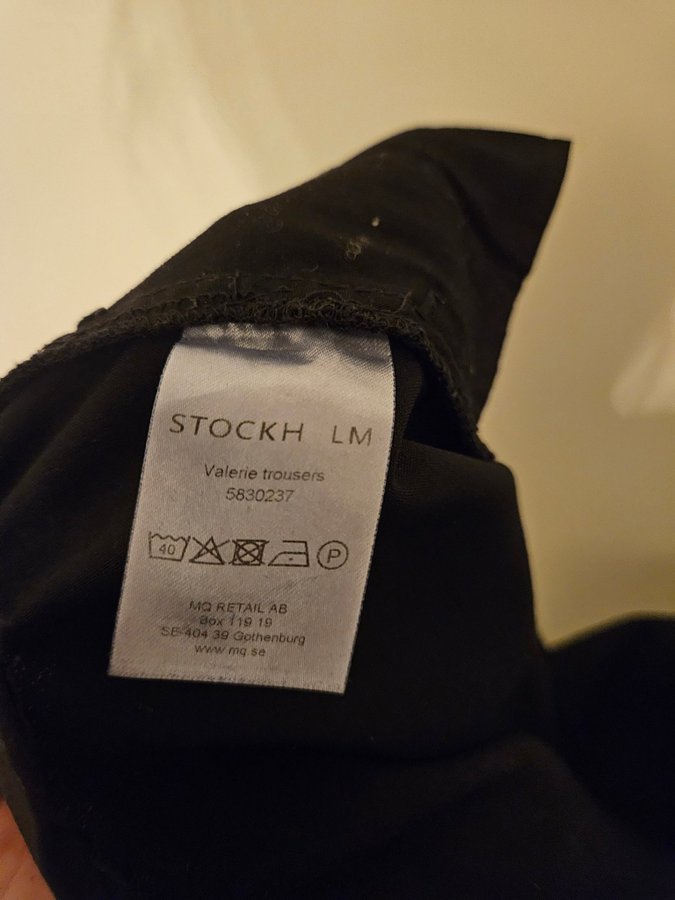 STOCKH LM
Valerie trousers
5830237
40 P
MQ RETAIL AB
Box 119 19
SE-404 39 Gothenburg
www.mq.se